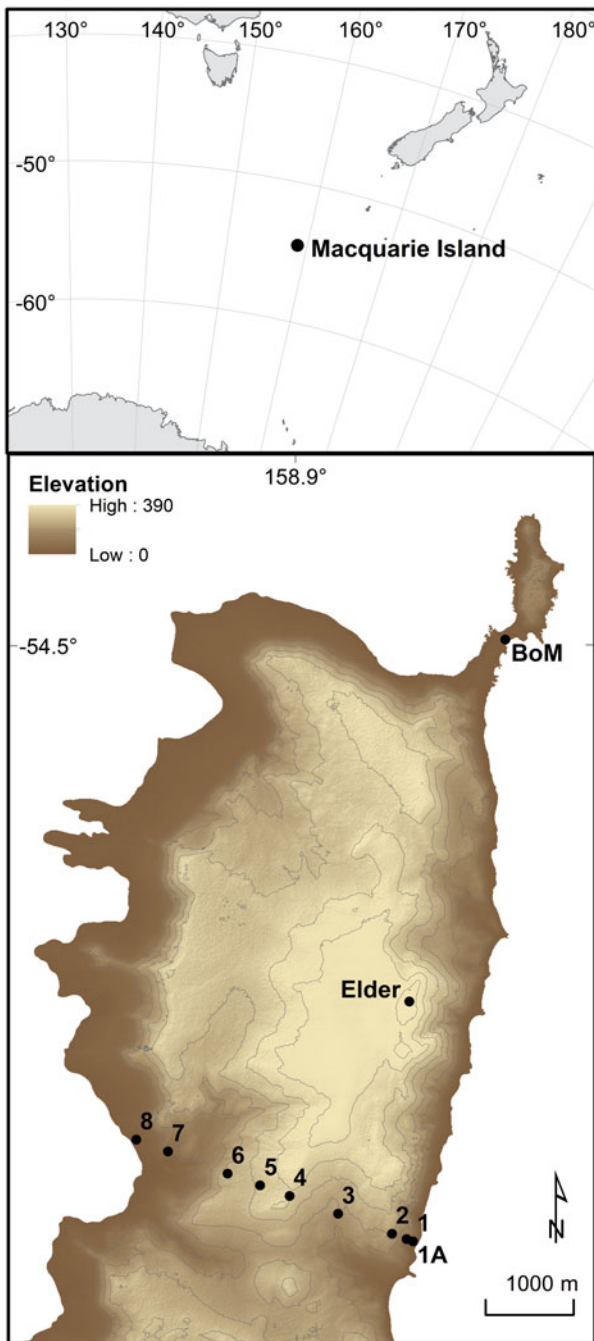 130° 140° 150° 160° 170° 180°
-50°
Macquarie Island
-60°
158.9°
Elevation
High : 390
Low : 0
-54.5°
BoM
Elder
8
7
6
5
4
3
2
1
1A
N
1000 m